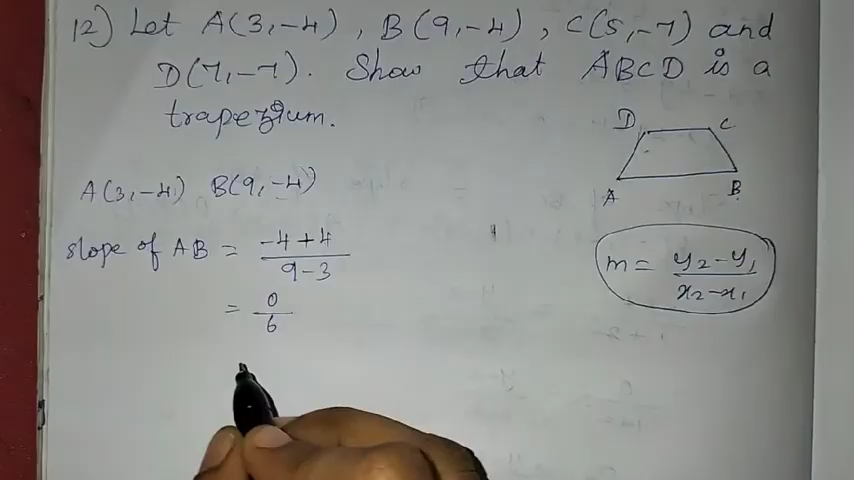 12) Let A(3,-4), B(9,-4), C(5,-7) and
D(7,-7). Show that ABCD is a
trapezium.
D C
A B
A(3,-4) B(9,-4)
slope of AB = -4+4 / 9-3
= 0 / 6
m = y₂-y₁ / x₂-x₁